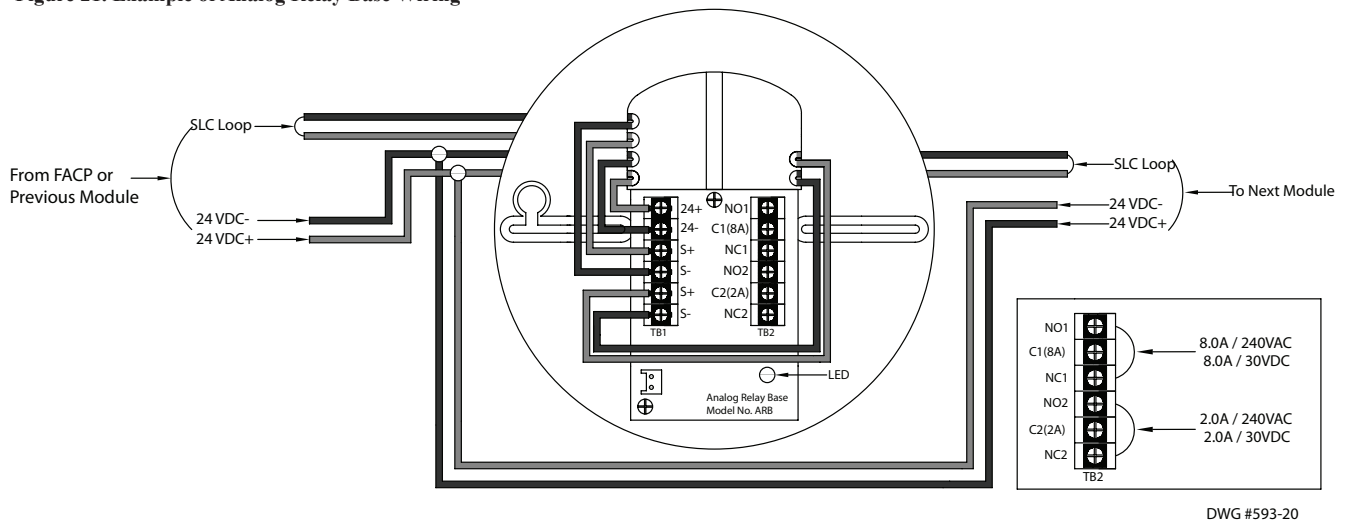 Figure 21. Example of Analog Relay Base Wiring
SLC Loop
From FACP or
Previous Module
24 VDC-
24 VDC+
24+
24-
S+
S-
S+
S-
TB1
NO1
C1(8A)
NC1
NO2
C2(2A)
NC2
TB2
LED
Analog Relay Base
Model No. ARB
SLC Loop
To Next Module
24 VDC-
24 VDC+
NO1
C1(8A)
NC1
NO2
C2(2A)
NC2
TB2
8.0A / 240VAC
8.0A / 30VDC
2.0A / 240VAC
2.0A / 30VDC
DWG #593-20